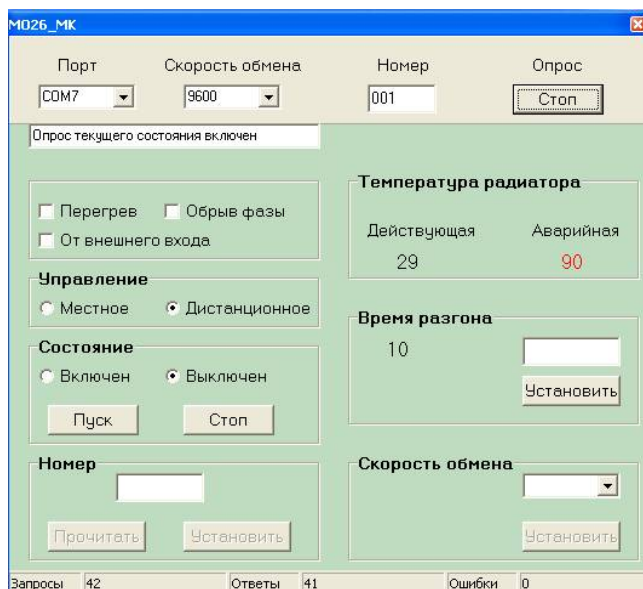 МО26_МК
Порт Скорость обмена Номер Опрос
COM7 9600 001 Стоп
Опрос текущего состояния включен
Перегрев Обрыв фазы
От внешнего входа
Управление
Местное Дистанционное
Состояние
Включен Выключен
Пуск Стоп
Номер
Прочитать Установить
Температура радиатора
Действующая Аварийная
29 90
Время разгона
10
Установить
Скорость обмена
Установить
Запросы 42 Ответы 41 Ошибки 0